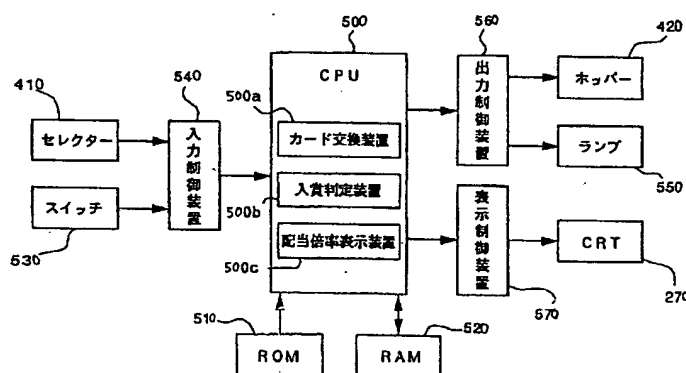 500
CPU
560
420
410
540
500a
ホッパー
セレクター
入力制御装置
カード交換装置
出力制御装置
ランプ
入賞判定装置
500b
550
スイッチ
配当倍率表示装置
表示制御装置
CRT
530
500c
570
270
510
520
ROM
RAM